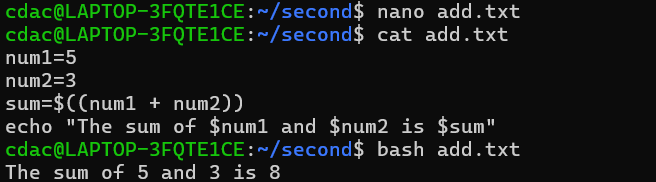 cdac@LAPTOP-3FQTE1CE:~/second$ nano add.txt
cdac@LAPTOP-3FQTE1CE:~/second$ cat add.txt
num1=5
num2=3
sum=$((num1 + num2))
echo "The sum of $num1 and $num2 is $sum"
cdac@LAPTOP-3FQTE1CE:~/second$ bash add.txt
The sum of 5 and 3 is 8